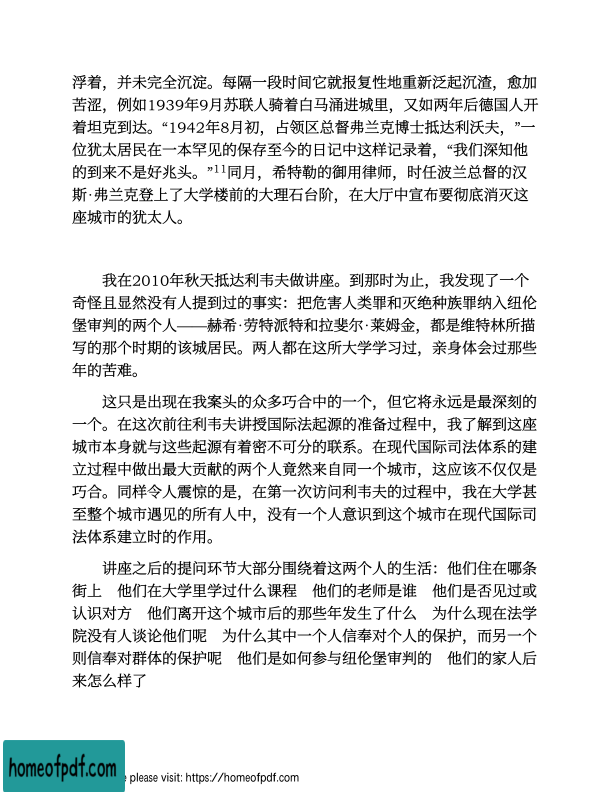 浮着，并未完全沉淀。每隔一段时间它就报复性地重新泛起沉渣，愈加
苦涩，例如1939年9月苏联人骑着白马涌进城里，又如两年后德国人开
着坦克到达。“1942年8月初，占领区总督弗兰克博士抵达利沃夫，”一
位犹太居民在一本罕见的保存至今的日记中这样记录着，“我们深知他
的到来不是好兆头。”11同月，希特勒的御用律师，时任波兰总督的汉
斯·弗兰克登上了大学楼前的大理石台阶，在大厅中宣布要彻底消灭这
座城市的犹太人。
我在2010年秋天抵达利韦夫做讲座。到那时为止，我发现了一个
奇怪且显然没有人提到过的事实：把危害人类罪和灭绝种族罪纳入纽伦
堡审判的两个人——赫希·劳特派特和拉斐尔·莱姆金，都是维特林所描
写的那个时期的该城居民。两人都在这所大学学习过，亲身体会过那些
年的苦难。
这只是出现在我案头的众多巧合中的一个，但它将永远是最深刻的
一个。在这次前往利韦夫讲授国际法起源的准备过程中，我了解到这座
城市本身就与这些起源有着密不可分的联系。在现代国际司法体系的建
立过程中做出最大贡献的两个人竟然来自同一个城市，这应该不仅仅是
巧合。同样令人震惊的是，在第一次访问利韦夫的过程中，我在大学甚
至整个城市遇见的所有人中，没有一个人意识到这个城市在现代国际司
法体系建立时的作用。
讲座之后的提问环节大部分围绕着这两个人的生活：他们住在哪条
街上　他们在大学里学过什么课程　他们的老师是谁　他们是否见过或
认识对方　他们离开这个城市后的那些年发生了什么　为什么现在法学
院没有人谈论他们呢　为什么其中一个人信奉对个人的保护，而另一个
则信奉对群体的保护呢　他们是如何参与纽伦堡审判的　他们的家人后
来怎么样了
homeofpdf.com
e please visit: https://homeofpdf.com